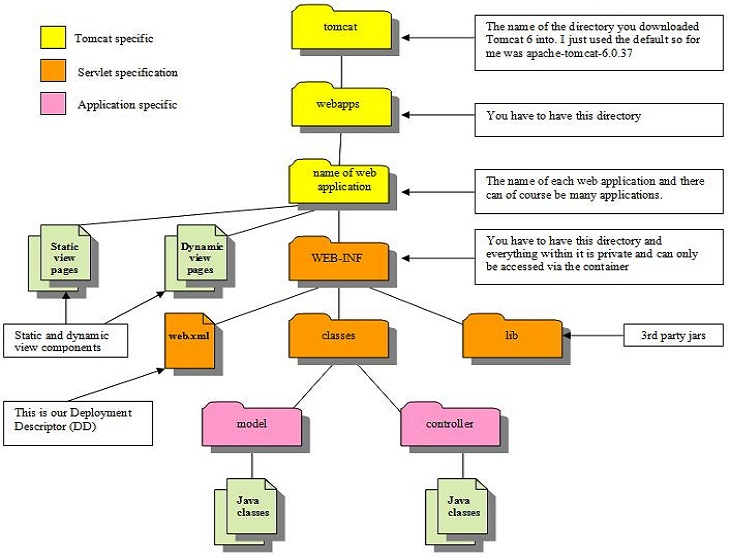 Tomcat specific
Servlet specification
Application specific
tomcat
The name of the directory you downloaded
Tomcat 6 into. I just used the default so for
me was apache-tomcat-6.0.37
webapps
You have to have this directory
name of web
application
The name of each web application and there
can of course be many applications.
Static
view
pages
Dynamic
view
pages
WEB-INF
You have to have this directory and
everything within it is private and can only
be accessed via the container
Static and dynamic
view components
web.xml
classes
lib
3rd party jars
This is our Deployment
Descriptor (DD)
model
controller
Java
classes
Java
classes